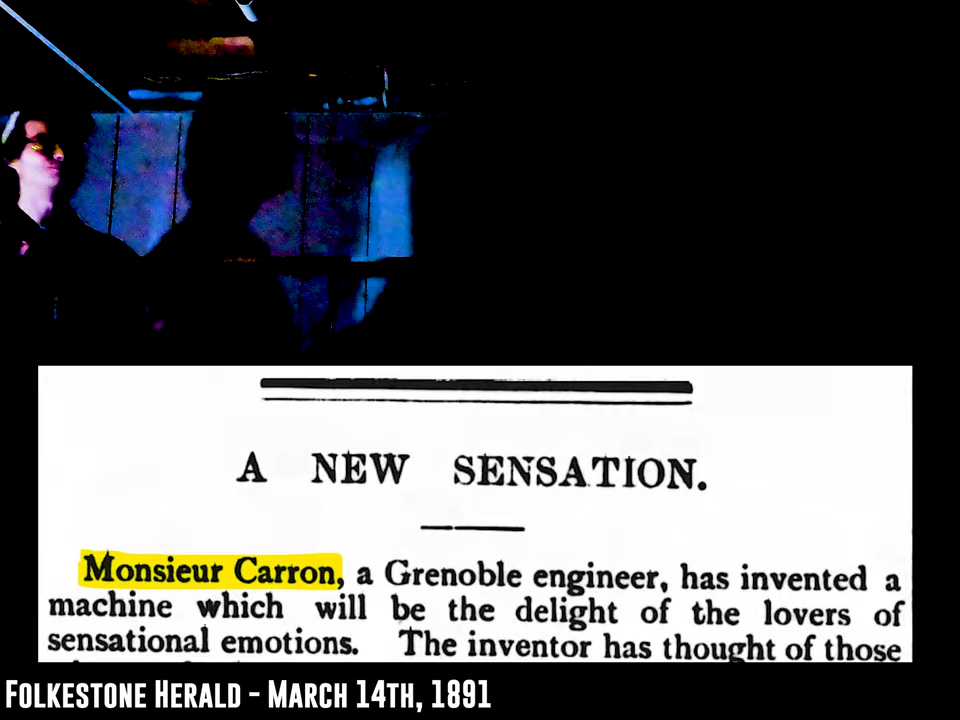 A NEW SENSATION.
Monsieur Carron, a Grenoble engineer, has invented a
machine which will be the delight of the lovers of
sensational emotions. The inventor has thought of those
FOLKESTONE HERALD - MARCH 14TH, 1891